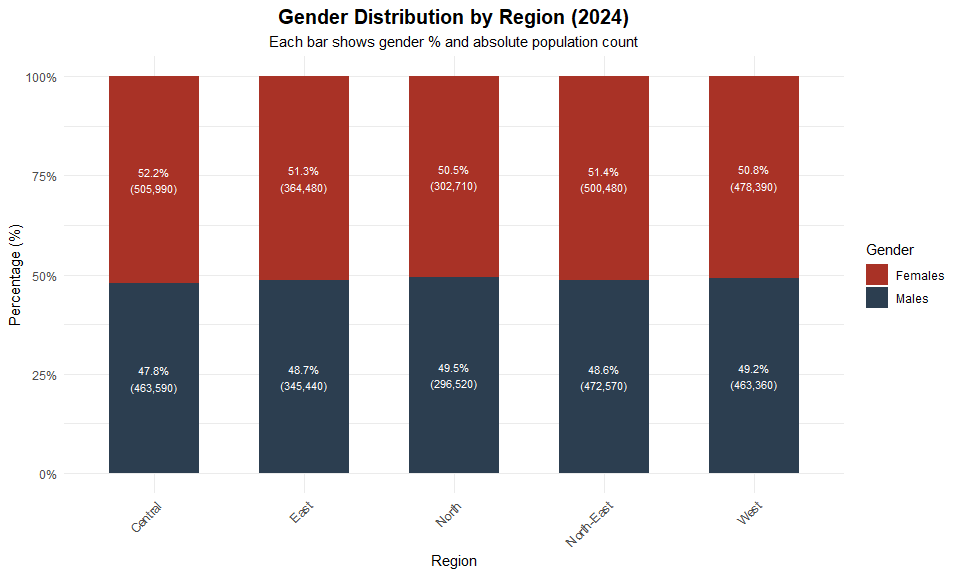 Gender Distribution by Region (2024)
Each bar shows gender % and absolute population count
Percentage (%)
100%
75%
50%
25%
0%
52.2%
(505,990)
51.3%
(364,480)
50.5%
(302,710)
51.4%
(500,480)
50.8%
(478,390)
47.8%
(463,590)
48.7%
(345,440)
49.5%
(296,520)
48.6%
(472,570)
49.2%
(463,360)
Central
East
North
North-East
West
Region
Gender
Females
Males